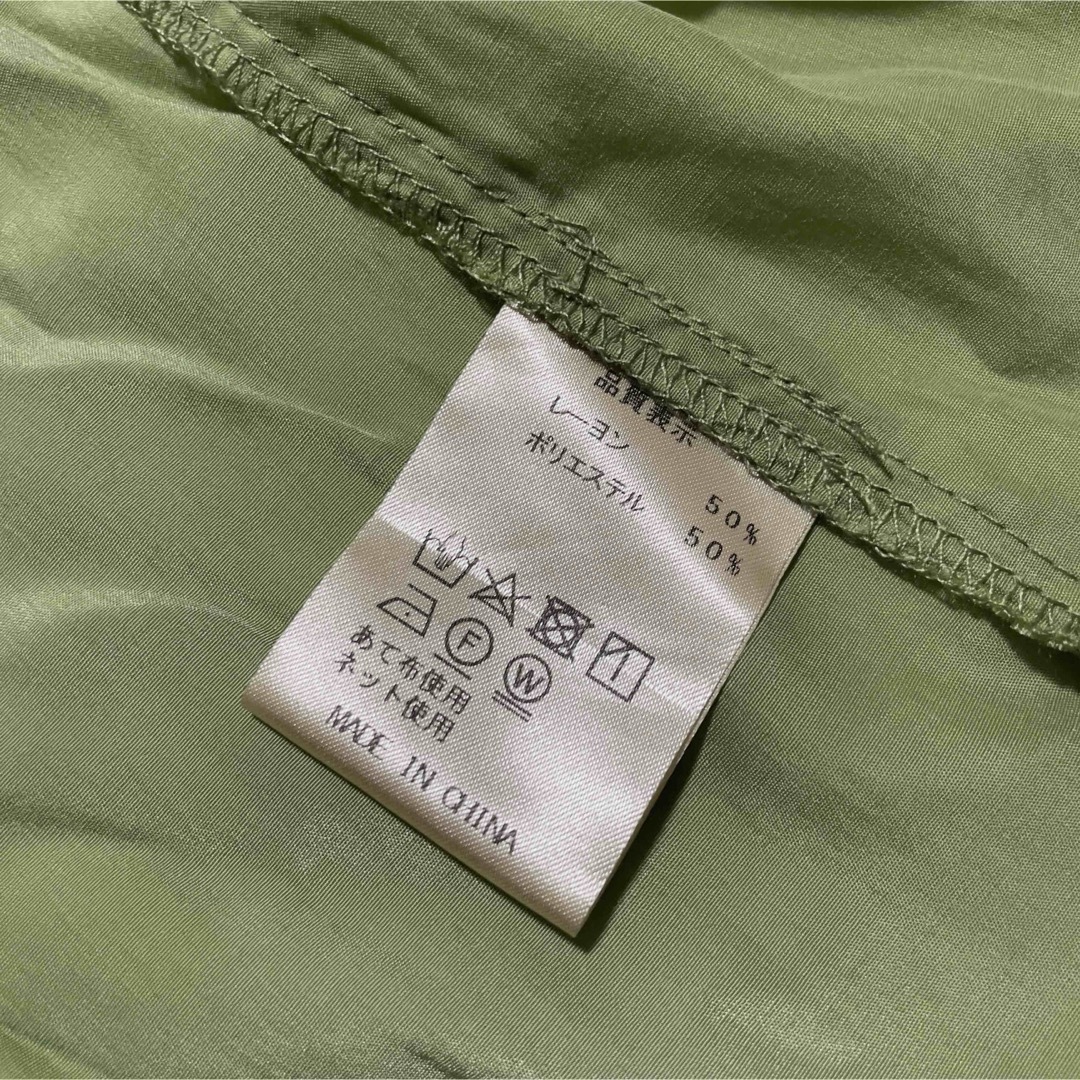 品質表示
レーヨン 50%
ポリエステル 50%
F W
あて布使用
ネット使用
MADE IN CHINA